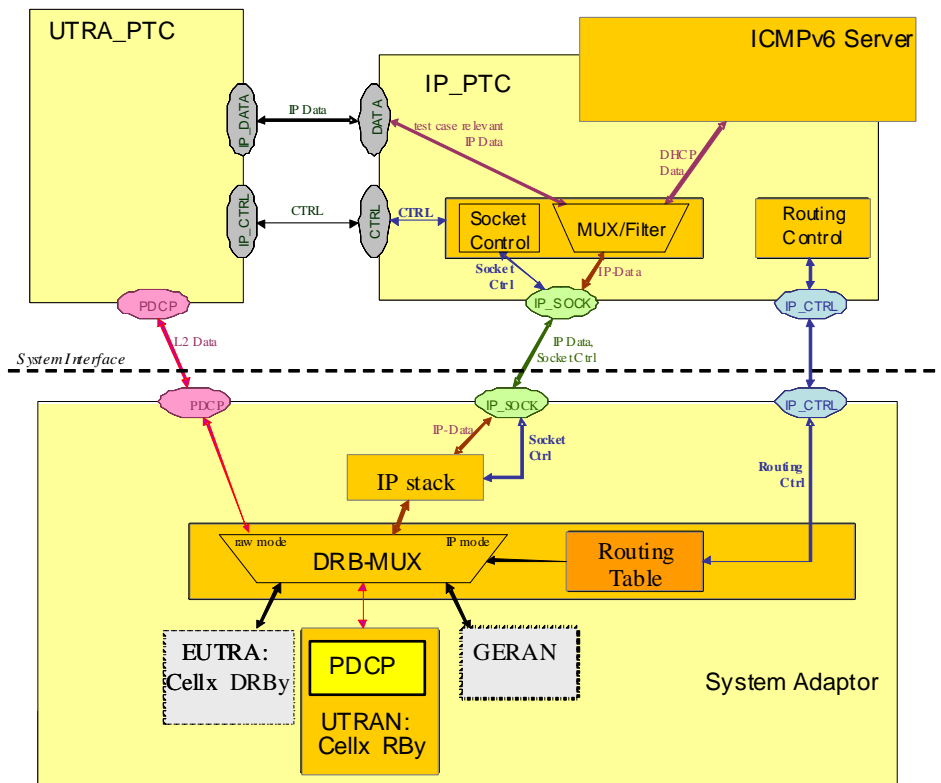 UTRA_PTC
ICMPv6 Server
IP_PTC
IP_DATA
IP Data
DATA
test case relevant
IP Data
DHCP
Data
IP_CTRL
CTRL
CTRL
CTRL
Socket
Control
MUX/Filter
Routing
Control
Socket
Ctrl
IP-Data
PDCP
IP_SOCK
IP_CTRL
L2 Data
IP Data,
Socket Ctrl
System Interface
PDCP
IP_SOCK
IP_CTRL
IP-Data
Socket
Ctrl
Routing
Ctrl
IP stack
raw mode
IP mode
DRB-MUX
Routing
Table
EUTRA:
Cellx DRBy
PDCP
UTRAN:
Cellx RBy
GERAN
System Adaptor